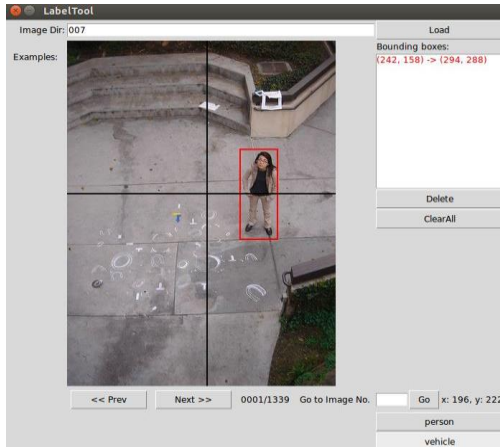 LabelTool
Image Dir: 007 Load
Examples:
Bounding boxes:
(242, 158) -> (294, 288)
Delete
ClearAll
<< Prev Next >> 0001/1339 Go to Image No. Go x: 196, y: 222
person
vehicle